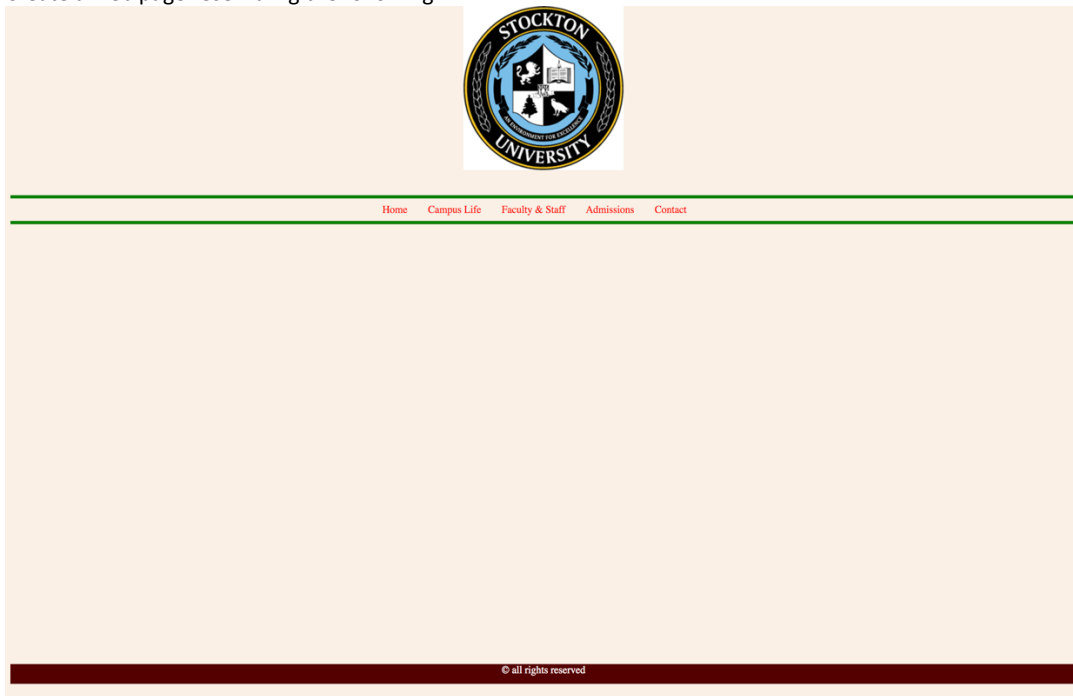 STOCKTON
AN ENVIRONMENT FOR EXCELLENCE
UNIVERSITY
Home Campus Life Faculty & Staff Admissions Contact
© all rights reserved